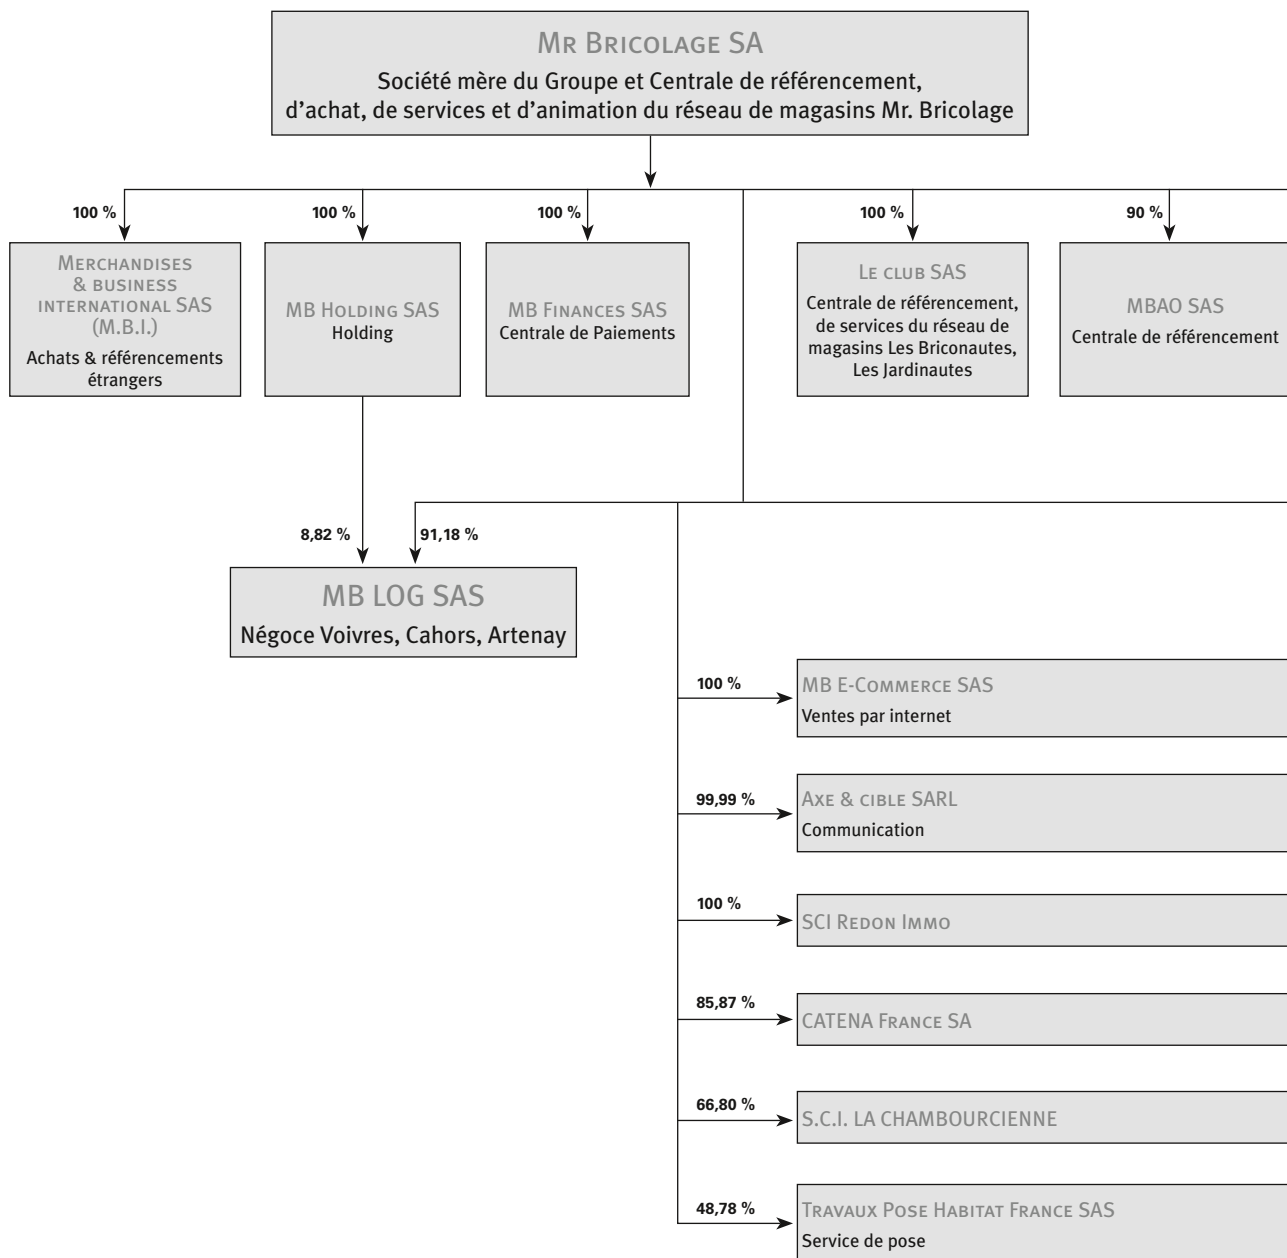 MR BRICOLAGE SA
Société mère du Groupe et Centrale de référencement,
d'achat, de services et d'animation du réseau de magasins Mr. Bricolage
100 %
100 %
100 %
100 %
90 %
MERCHANDISES
& BUSINESS
INTERNATIONAL SAS
(M.B.I.)
Achats & référencements
étrangers
MB HOLDING SAS
Holding
MB FINANCES SAS
Centrale de Paiements
LE CLUB SAS
Centrale de référencement,
de services du réseau de
magasins Les Briconautes,
Les Jardinautes
MBAO SAS
Centrale de référencement
8,82 %
91,18 %
MB LOG SAS
Négoce Voivres, Cahors, Artenay
100 %
MB E-COMMERCE SAS
Ventes par internet
99,99 %
AXE & CIBLE SARL
Communication
100 %
SCI REDON IMMO
85,87 %
CATENA FRANCE SA
66,80 %
S.C.I. LA CHAMBOURCIENNE
48,78 %
TRAVAUX POSE HABITAT FRANCE SAS
Service de pose